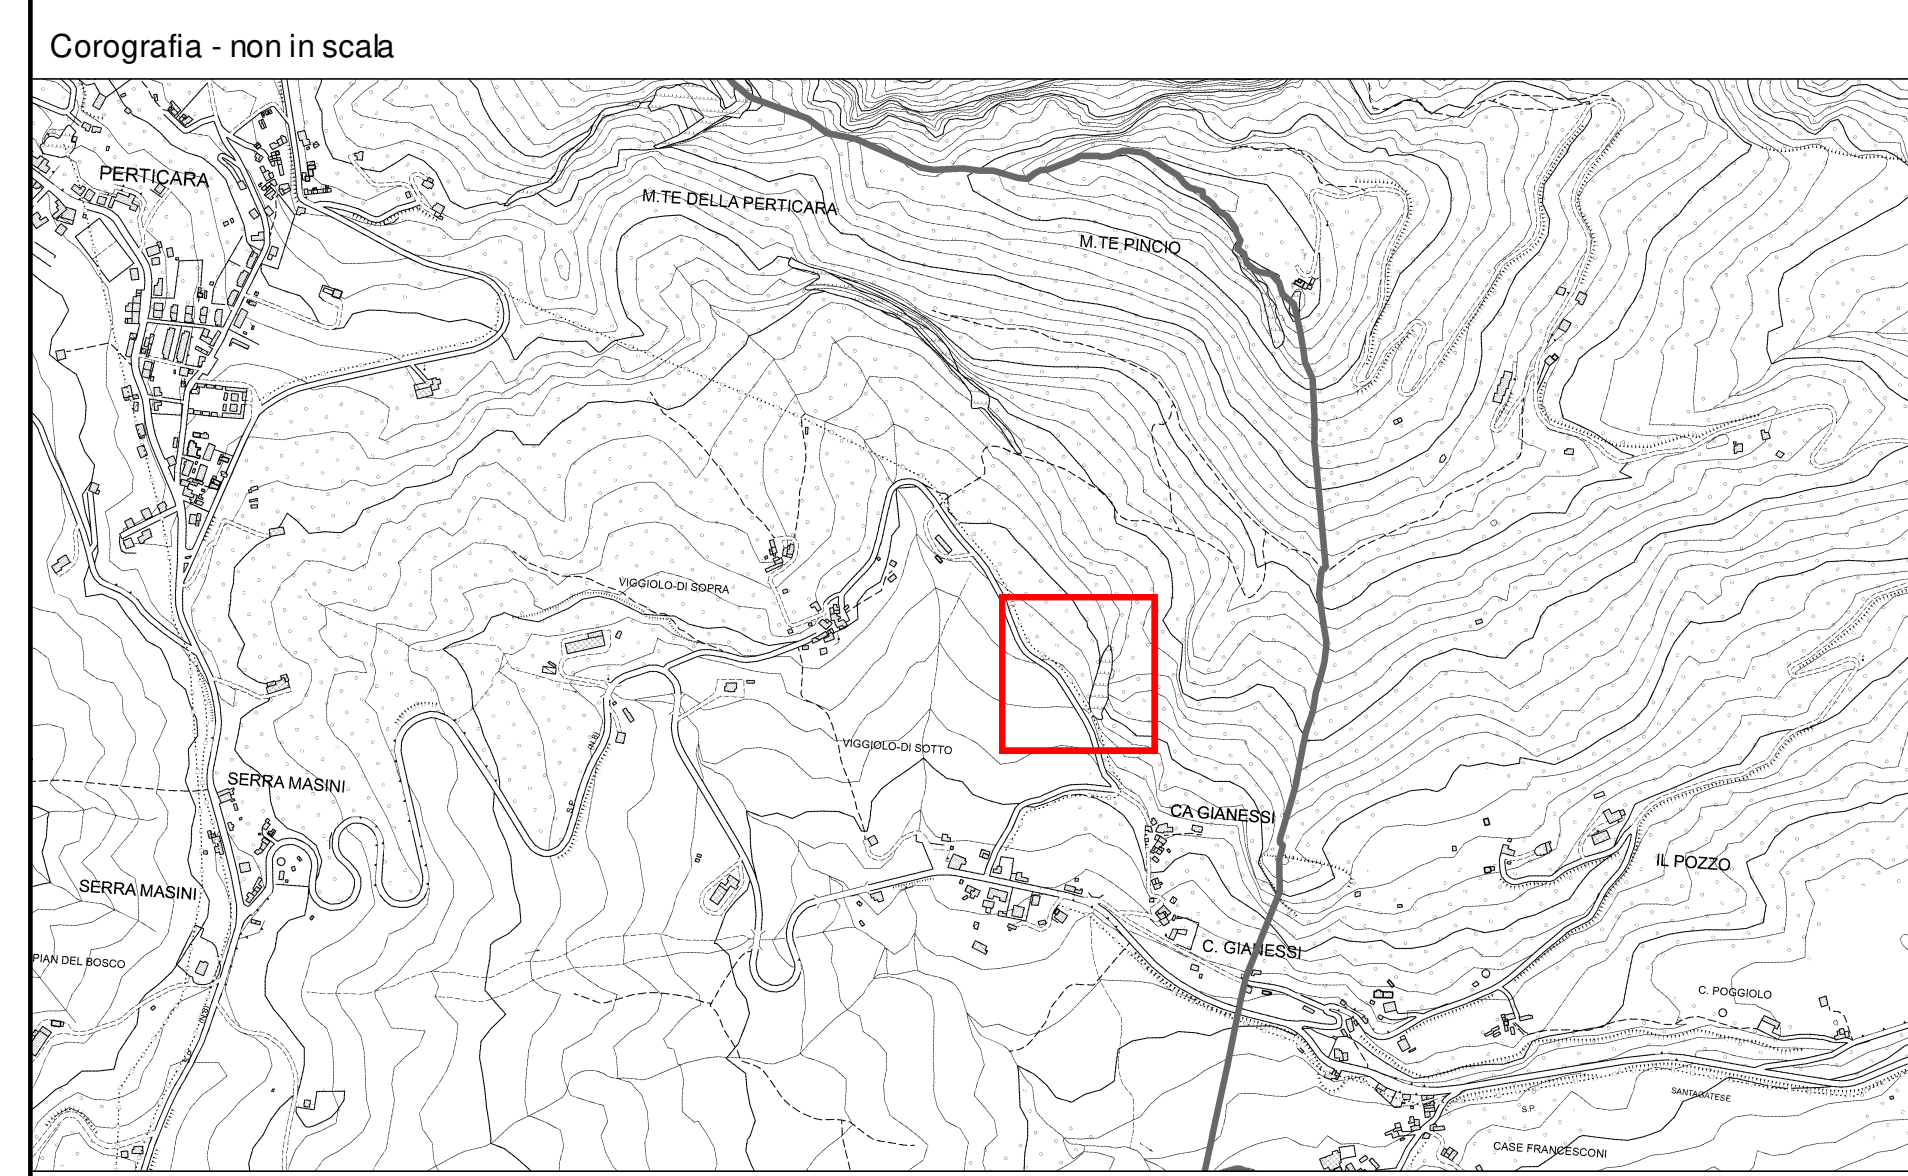 Corografia - non in scala
PERTICARA
M.TE DELLA PERTICARA
M.TE PINCIO
VIGGIOLO-DI SOPRA
VIGGIOLO-DI SOTTO
(N.8)
S.P.
SERRA MASINI
CA GIANESSI
IL POZZO
SERRA MASINI
C. GIANESSI
PIAN DEL BOSCO
C. POGGIOLO
S.P.
SANTAGATESE
S.P.
CASE FRANCESCONI